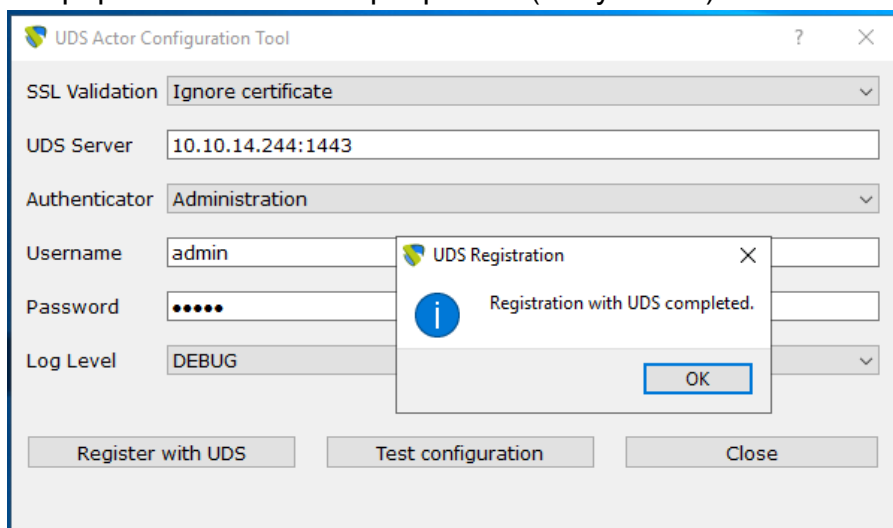 UDS Actor Configuration Tool ?
SSL Validation Ignore certificate
UDS Server 10.10.14.244:1443
Authenticator Administration
Username admin
UDS Registration
Registration with UDS completed.
OK
Password •••••
Log Level DEBUG
Register with UDS Test configuration Close